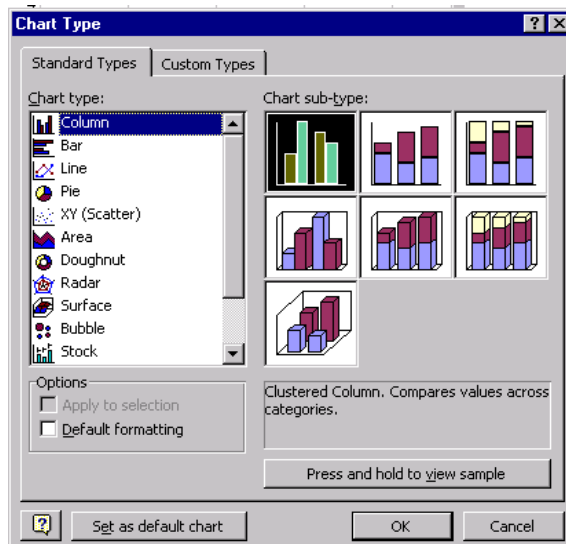 Chart Type
Standard Types
Custom Types
Chart type:
Column
Bar
Line
Pie
XY (Scatter)
Area
Doughnut
Radar
Surface
Bubble
Stock
Chart sub-type:
Options
Apply to selection
Default formatting
Clustered Column. Compares values across
categories.
Press and hold to view sample
Set as default chart
OK
Cancel